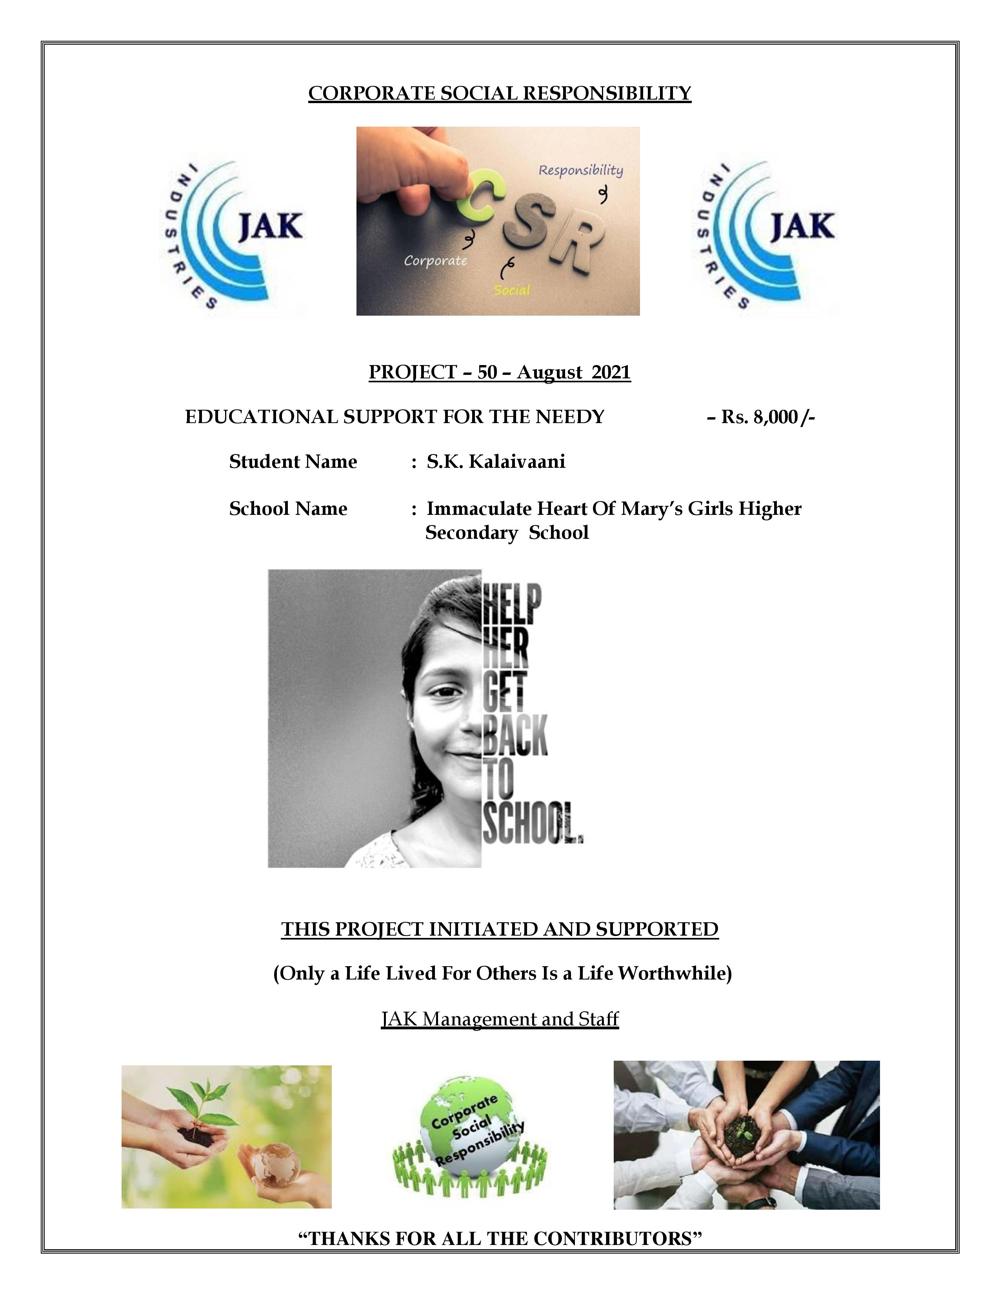 CORPORATE SOCIAL RESPONSIBILITY
INDUSTRIES
JAK
C S R
Responsibility
Corporate
Social
INDUSTRIES
JAK
PROJECT – 50 – August 2021
EDUCATIONAL SUPPORT FOR THE NEEDY – Rs. 8,000/-
Student Name : S.K. Kalaivaani
School Name : Immaculate Heart Of Mary’s Girls Higher
Secondary School
HELP
HER
GET
BACK
TO
SCHOOL.
THIS PROJECT INITIATED AND SUPPORTED
(Only a Life Lived For Others Is a Life Worthwhile)
JAK Management and Staff
Corporate
Social
Responsibility
“THANKS FOR ALL THE CONTRIBUTORS”